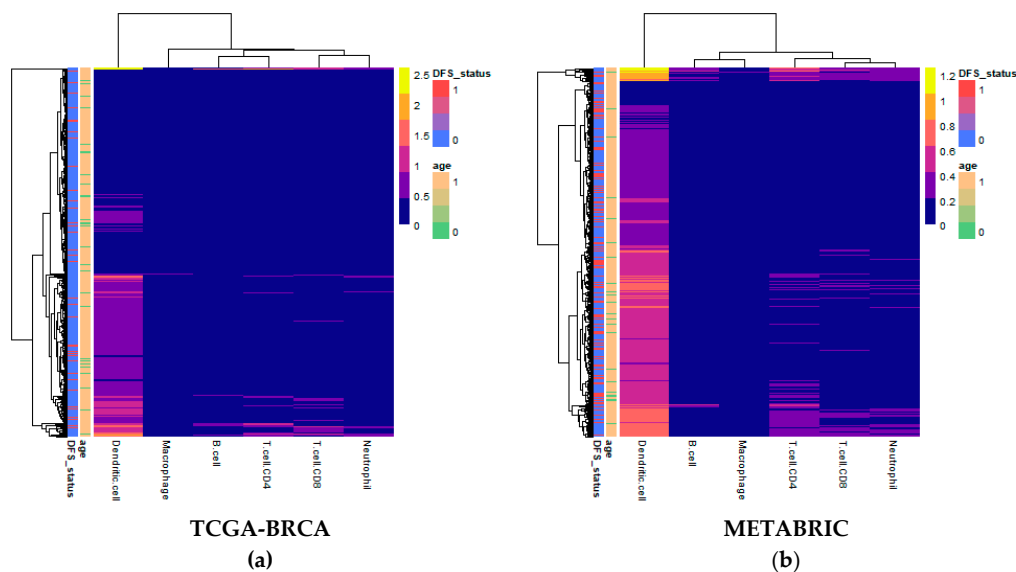 2.5
2
1.5
1
0.5
0
DFS_status
1
0
age
1
0
DFS_status
age
Dendritic.cell
Macrophage
B.cell
T.cell.CD4
T.cell.CD8
Neutrophil
TCGA-BRCA
(a)
1.2
1
0.8
0.6
0.4
0.2
0
DFS_status
1
0
age
1
0
DFS_status
age
Dendritic.cell
B.cell
Macrophage
T.cell.CD4
T.cell.CD8
Neutrophil
METABRIC
(b)